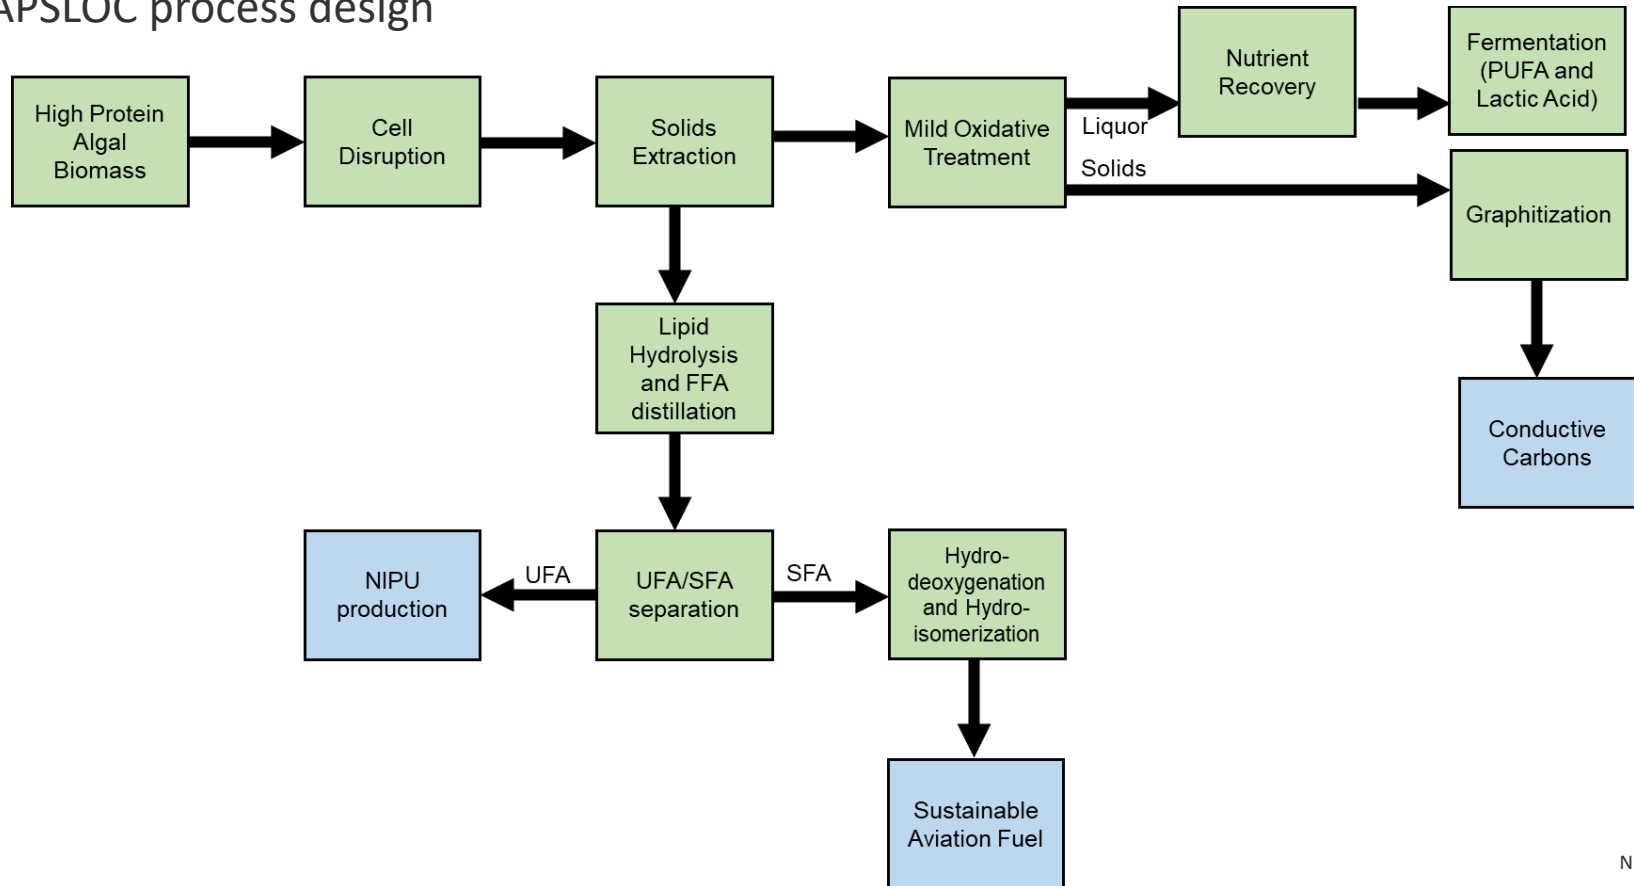 APSLOC process design
High Protein
Algal
Biomass
Cell
Disruption
Solids
Extraction
Mild Oxidative
Treatment
Liquor
Solids
Nutrient
Recovery
Fermentation
(PUFA and
Lactic Acid)
Graphitization
Conductive
Carbons
Lipid
Hydrolysis
and FFA
distillation
NIPU
production
UFA
UFA/SFA
separation
SFA
Hydro-
deoxygenation
and Hydro-
isomerization
Sustainable
Aviation Fuel
N